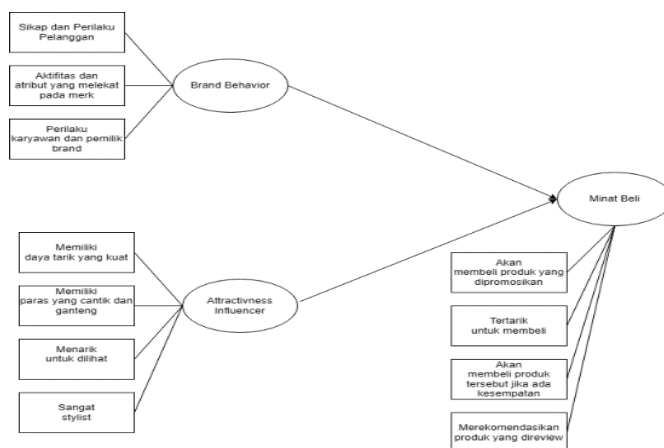 Sikap dan Perilaku
Pelanggan
Aktifitas dan
atribut yang melekat
pada merk
Perilaku
karyawan dan pemilik
brand
Brand Behavior
Minat Beli
Memiliki
daya tarik yang kuat
Memiliki
paras yang cantik dan
ganteng
Menarik
untuk dilihat
Sangat
stylist
Attractivness
Influencer
Akan
membeli produk yang
dipromosikan
Tertarik
untuk membeli
Akan
membeli produk
tersebut jika ada
kesempatan
Merekomendasikan
produk yang direview